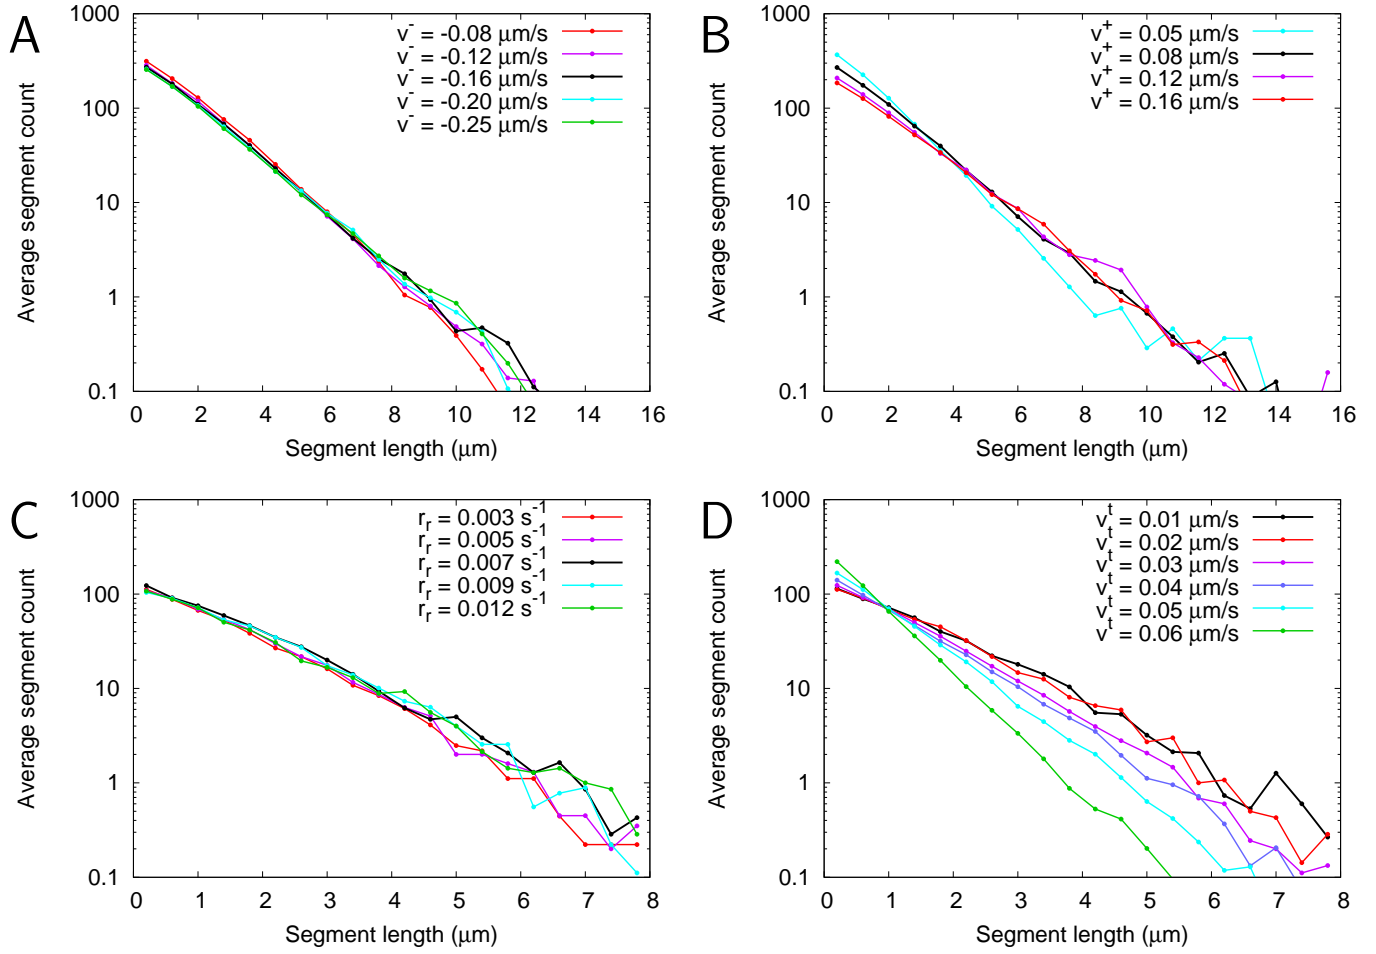 A
1000
100
10
1
0.1
0 2 4 6 8 10 12 14 16
Average segment count
Segment length (μm)
v⁻ = -0.08 μm/s
v⁻ = -0.12 μm/s
v⁻ = -0.16 μm/s
v⁻ = -0.20 μm/s
v⁻ = -0.25 μm/s
B
1000
100
10
1
0.1
0 2 4 6 8 10 12 14 16
Average segment count
Segment length (μm)
v⁺ = 0.05 μm/s
v⁺ = 0.08 μm/s
v⁺ = 0.12 μm/s
v⁺ = 0.16 μm/s
C
1000
100
10
1
0.1
0 1 2 3 4 5 6 7 8
Average segment count
Segment length (μm)
rᵣ = 0.003 s⁻¹
rᵣ = 0.005 s⁻¹
rᵣ = 0.007 s⁻¹
rᵣ = 0.009 s⁻¹
rᵣ = 0.012 s⁻¹
D
1000
100
10
1
0.1
0 1 2 3 4 5 6 7 8
Average segment count
Segment length (μm)
vᵗ = 0.01 μm/s
vᵗ = 0.02 μm/s
vᵗ = 0.03 μm/s
vᵗ = 0.04 μm/s
vᵗ = 0.05 μm/s
vᵗ = 0.06 μm/s